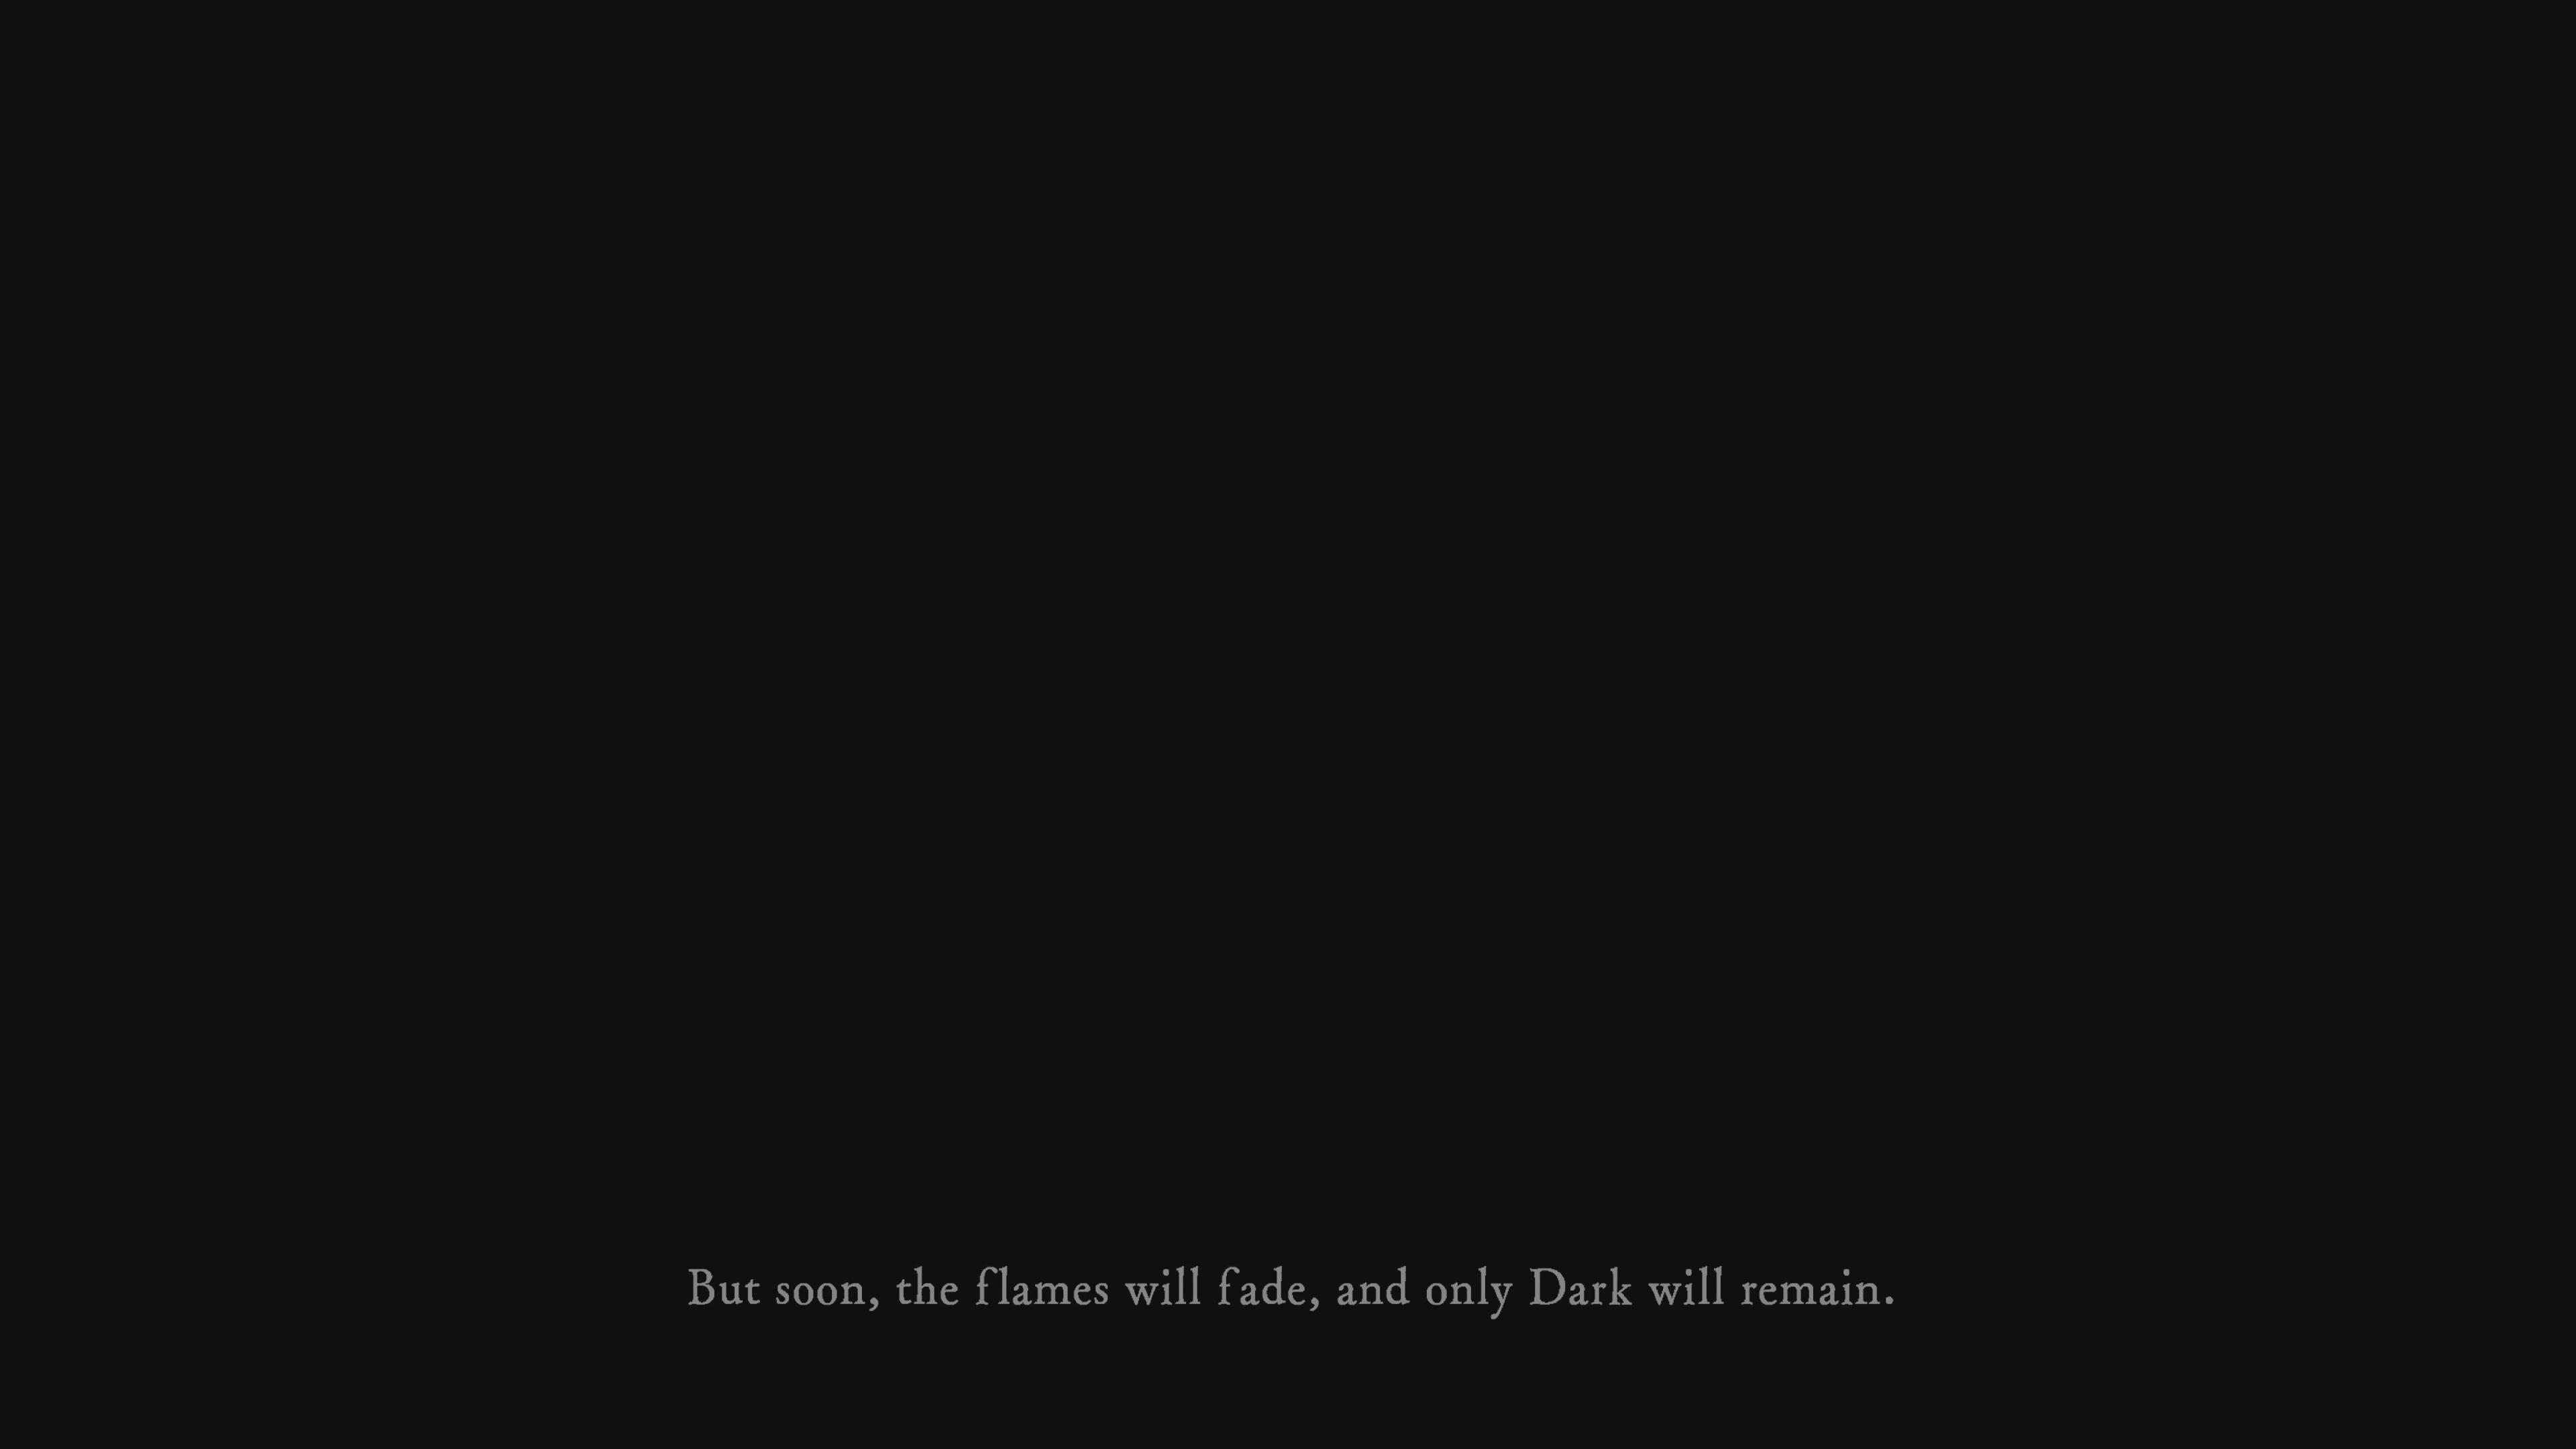 But soon, the flames will fade, and only Dark will remain.